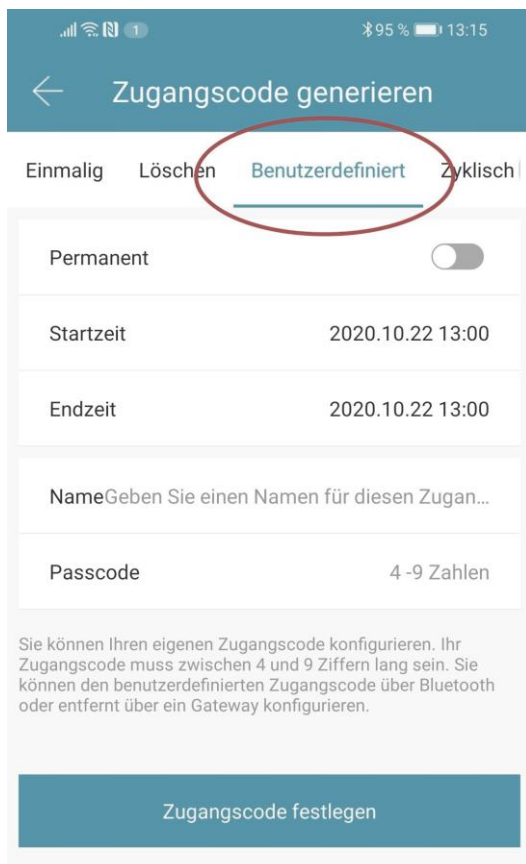 1 95 % 13:15
Zugangscode generieren
Einmalig Löschen Benutzerdefiniert Zyklisch
Permanent
Startzeit 2020.10.22 13:00
Endzeit 2020.10.22 13:00
NameGeben Sie einen Namen für diesen Zugan...
Passcode 4 -9 Zahlen
Sie können Ihren eigenen Zugangscode konfigurieren. Ihr
Zugangscode muss zwischen 4 und 9 Ziffern lang sein. Sie
können den benutzerdefinierten Zugangscode über Bluetooth
oder entfernt über ein Gateway konfigurieren.
Zugangscode festlegen